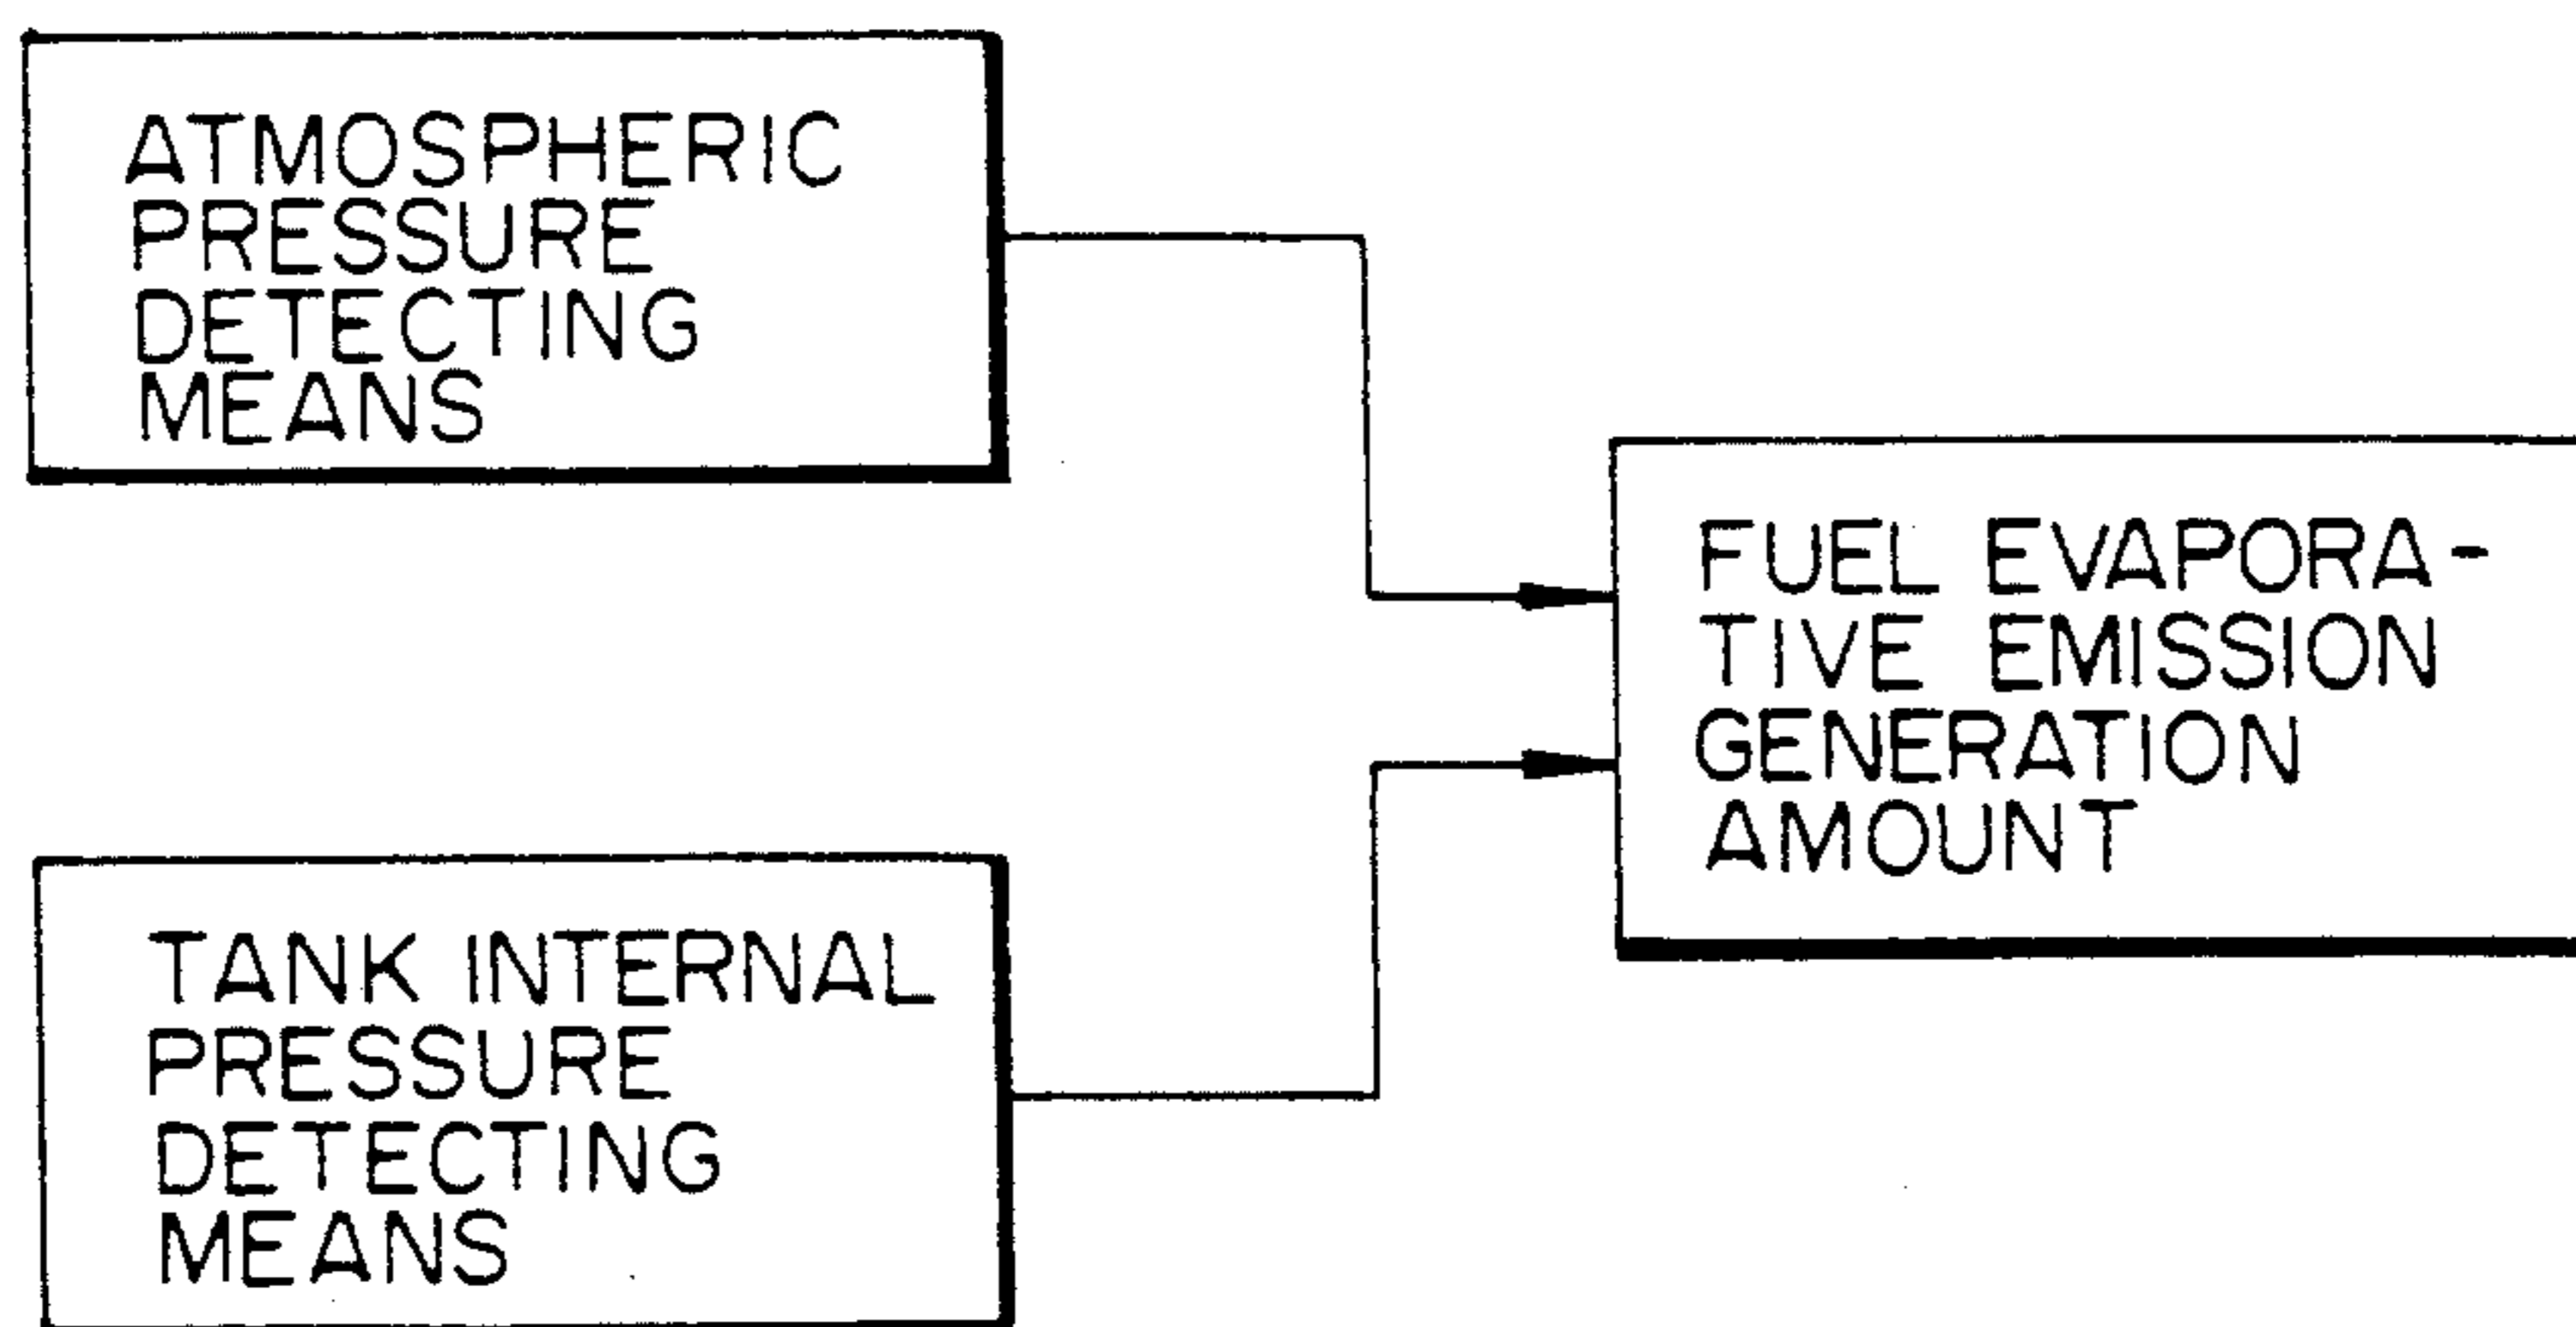 ATMOSPHERIC
PRESSURE
DETECTING
MEANS
TANK INTERNAL
PRESSURE
DETECTING
MEANS
FUEL EVAPORA-
TIVE EMISSION
GENERATION
AMOUNT